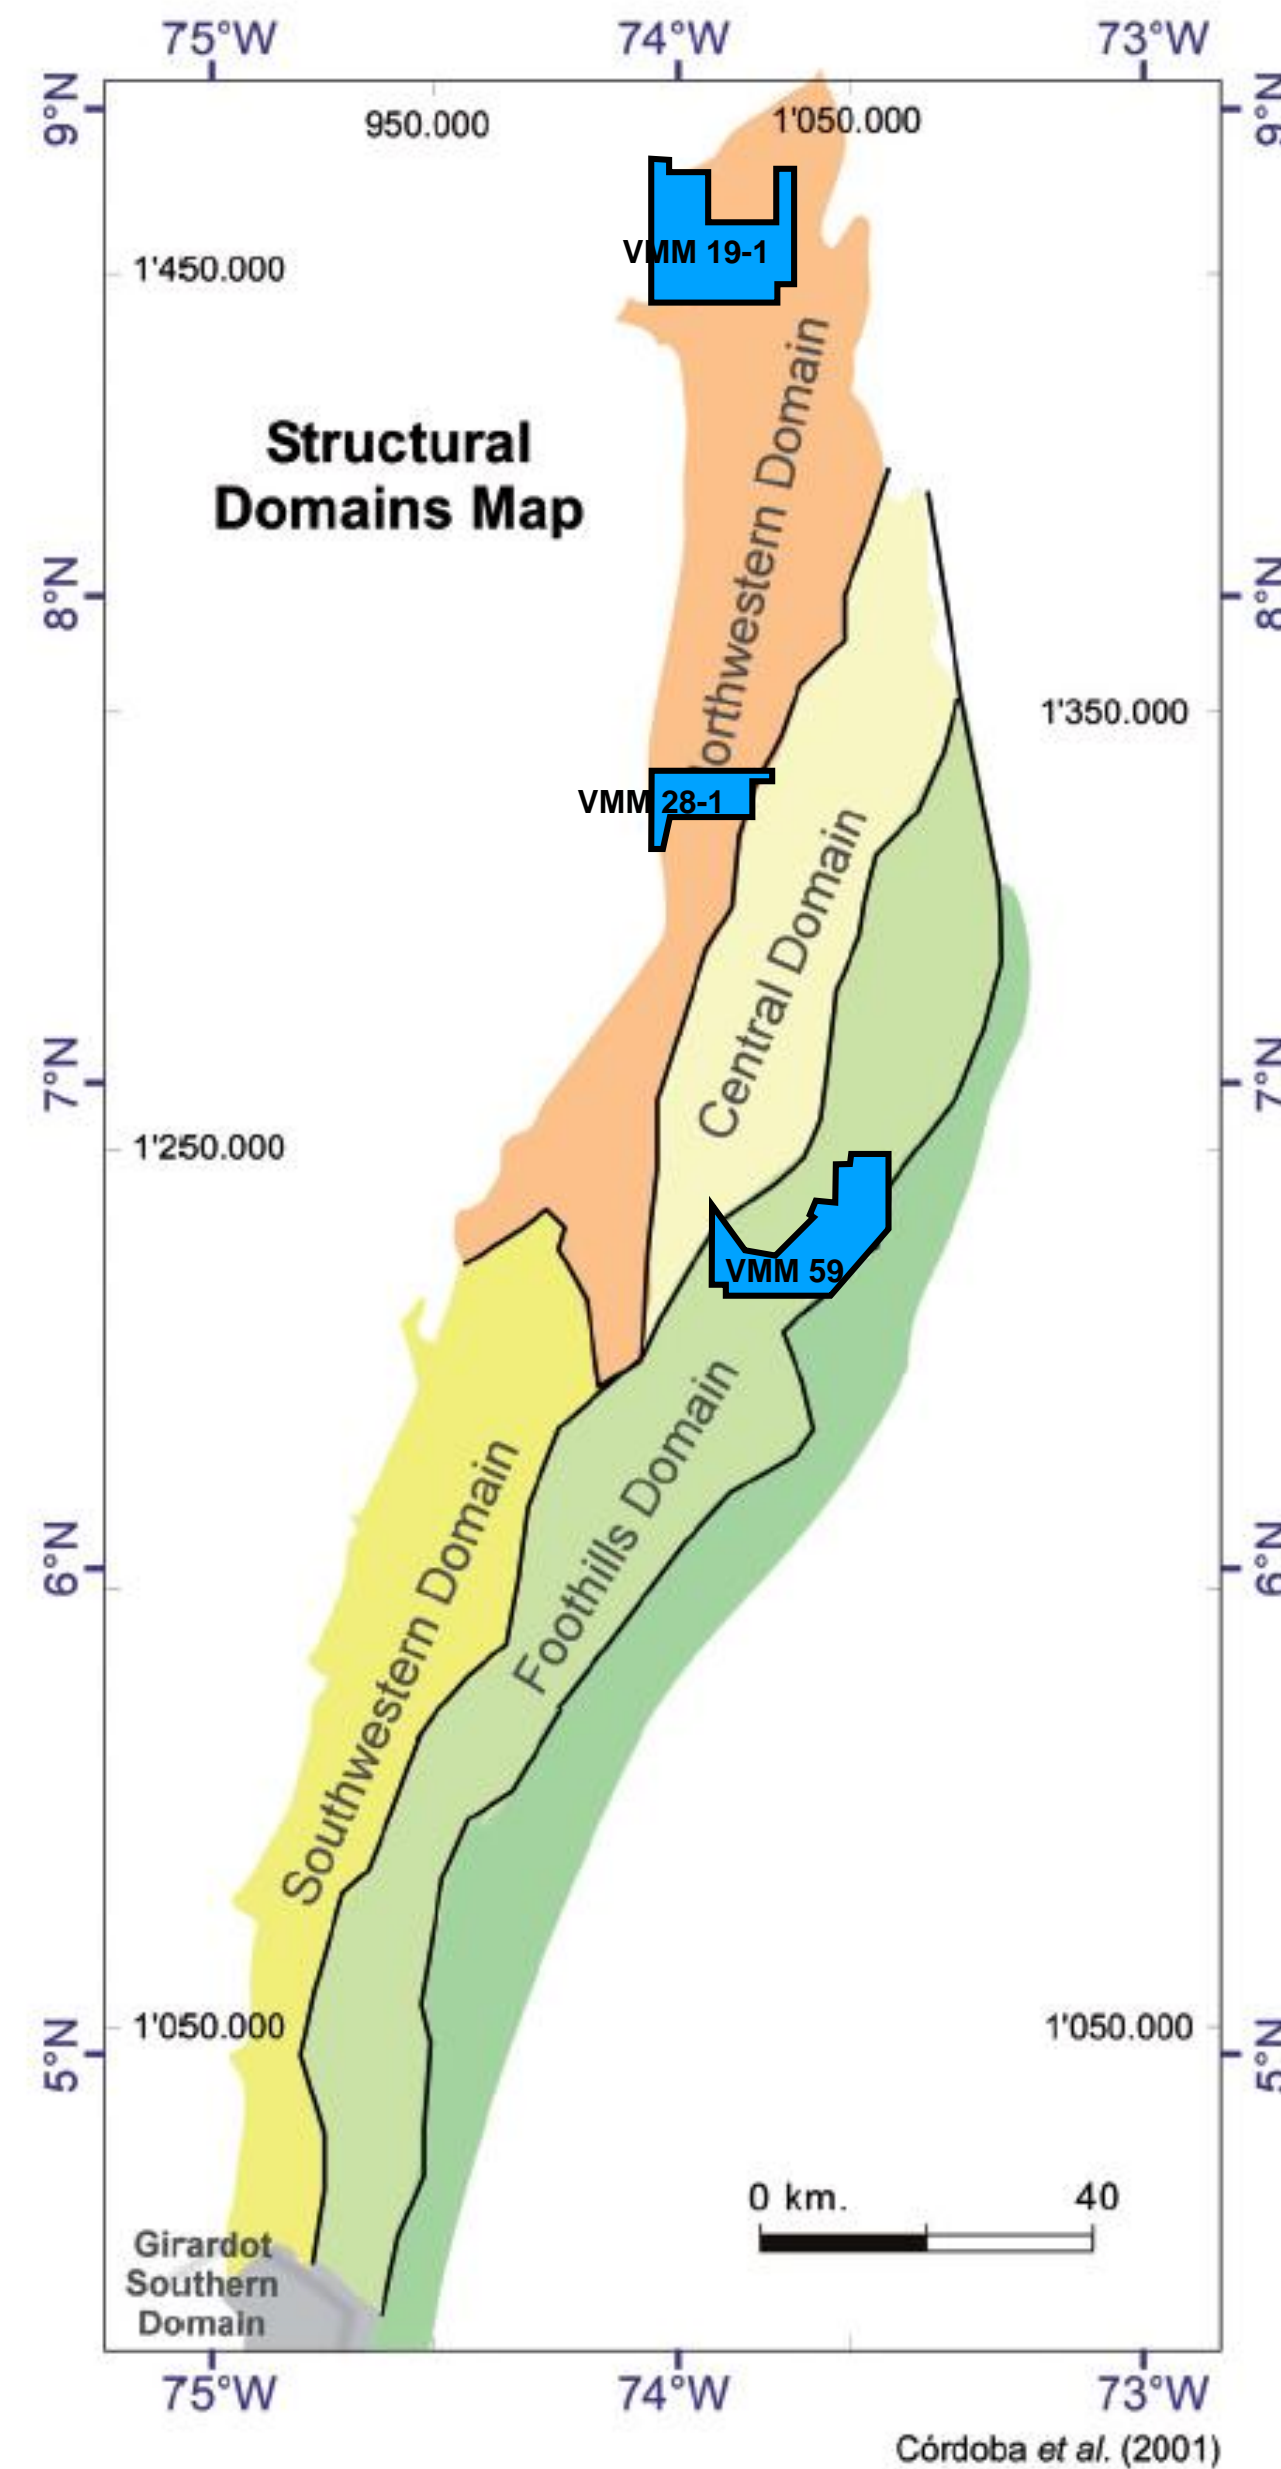 75°W 74°W 73°W
9°N 9°N
950.000 1'050.000
VMM 19-1
1'450.000
Structural
Domains Map
Northwestern Domain
8°N 8°N
1'350.000
VMM 28-1
Central Domain
7°N 7°N
1'250.000
VMM 59
Foothills Domain
Southwestern Domain
6°N 6°N
1'050.000 1'050.000
5°N 5°N
0 km. 40
Girardot
Southern
Domain
75°W 74°W 73°W
Córdoba et al. (2001)